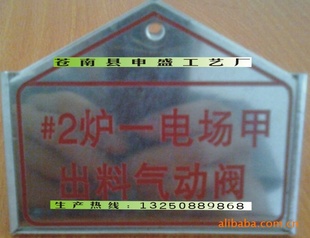 苍南县申盛工艺厂
#2炉一电场甲
出料气动阀
生产热线：13250889868
alibaba.com.cn